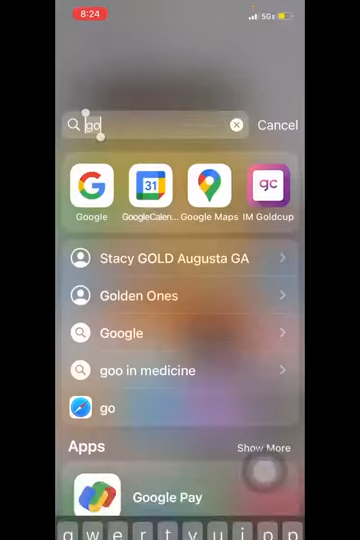 8:24
5G
go
Cancel
31
gc
Google
GoogleCalen...
Google Maps
IM Goldcup
Stacy GOLD Augusta GA
Golden Ones
Google
goo in medicine
go
Apps
Show More
Google Pay
q w e r t y u i o p